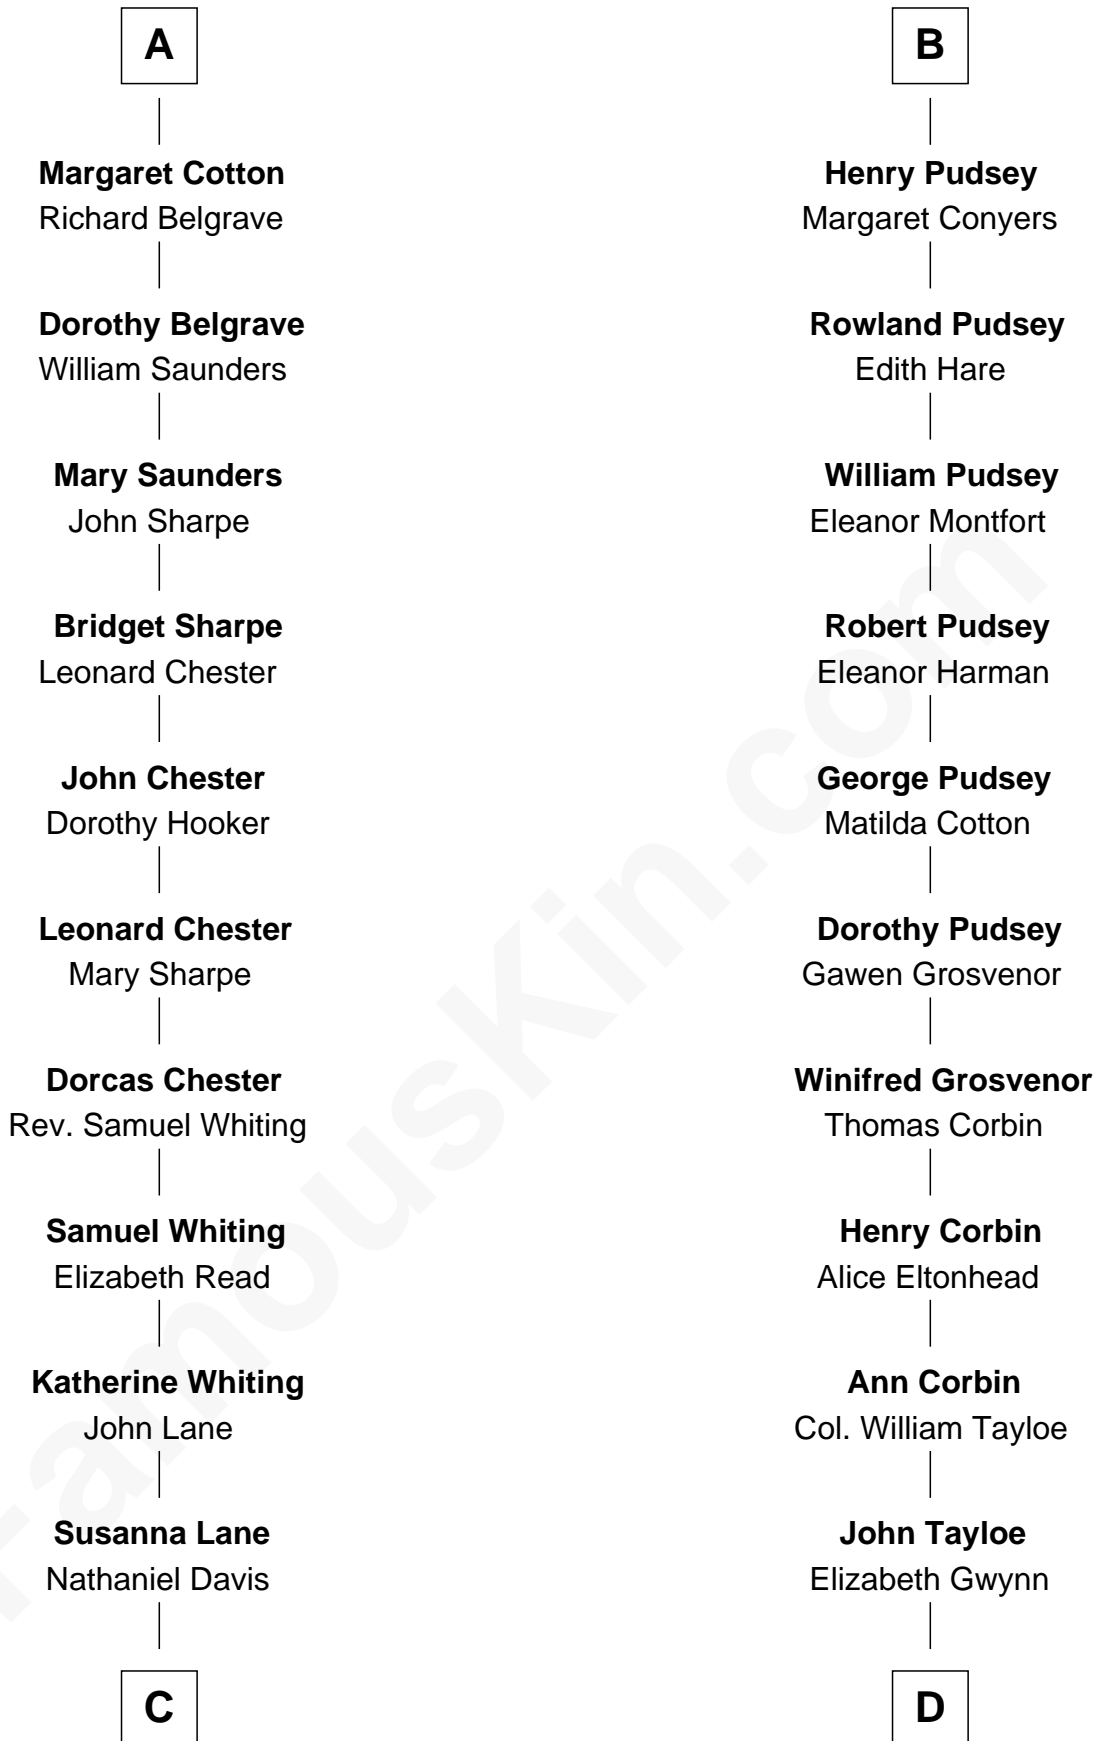 A
Margaret Cotton
Richard Belgrave
Dorothy Belgrave
William Saunders
Mary Saunders
John Sharpe
Bridget Sharpe
Leonard Chester
John Chester
Dorothy Hooker
Leonard Chester
Mary Sharpe
Dorcas Chester
Rev. Samuel Whiting
Samuel Whiting
Elizabeth Read
Katherine Whiting
John Lane
Susanna Lane
Nathaniel Davis
C
B
Henry Pudsey
Margaret Conyers
Rowland Pudsey
Edith Hare
William Pudsey
Eleanor Montfort
Robert Pudsey
Eleanor Harman
George Pudsey
Matilda Cotton
Dorothy Pudsey
Gawen Grosvenor
Winifred Grosvenor
Thomas Corbin
Henry Corbin
Alice Eltonhead
Ann Corbin
Col. William Tayloe
John Tayloe
Elizabeth Gwynn
D
FamousKin.com